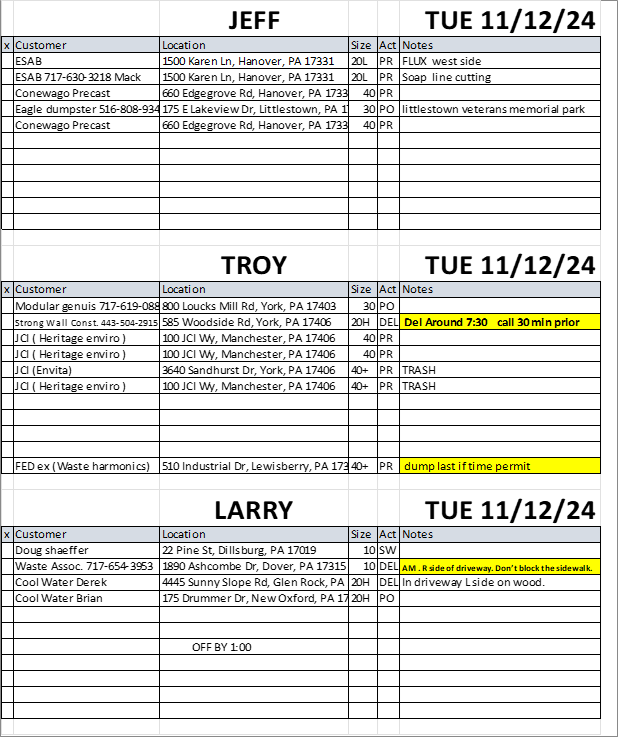 JEFF TUE 11/12/24
x Customer Location Size Act Notes
ESAB 1500 Karen Ln, Hanover, PA 17331 20L PR FLUX west side
ESAB 717-630-3218 Mack 1500 Karen Ln, Hanover, PA 17331 20L PR Soap line cutting
Conewago Precast 660 Edgegrove Rd, Hanover, PA 1733 40 PR
Eagle dumpster 516-808-934 175 E Lakeview Dr, Littlestown, PA 1 30 PO littlestown veterans memorial park
Conewago Precast 660 Edgegrove Rd, Hanover, PA 1733 40 PR
TROY TUE 11/12/24
x Customer Location Size Act Notes
Modular genuis 717-619-088 800 Loucks Mill Rd, York, PA 17403 30 PO
Strong Wall Const. 443-504-2915 585 Woodside Rd, York, PA 17406 20H DEL Del Around 7:30 call 30 min prior
JCI ( Heritage enviro ) 100 JCI Wy, Manchester, PA 17406 40 PR
JCI ( Heritage enviro ) 100 JCI Wy, Manchester, PA 17406 40 PR
JCI (Envita) 3640 Sandhurst Dr, York, PA 17406 40+ PR TRASH
JCI ( Heritage enviro ) 100 JCI Wy, Manchester, PA 17406 40+ PR TRASH
FED ex (Waste harmonics) 510 Industrial Dr, Lewisberry, PA 173 40+ PR dump last if time permit
LARRY TUE 11/12/24
x Customer Location Size Act Notes
Doug shaeffer 22 Pine St, Dillsburg, PA 17019 10 SW
Waste Assoc. 717-654-3953 1890 Ashcombe Dr, Dover, PA 17315 10 DEL AM . R side of driveway. Don't block the sidewalk.
Cool Water Derek 4445 Sunny Slope Rd, Glen Rock, PA 20H DEL In driveway L side on wood.
Cool Water Brian 175 Drummer Dr, New Oxford, PA 17 20H PO
OFF BY 1:00